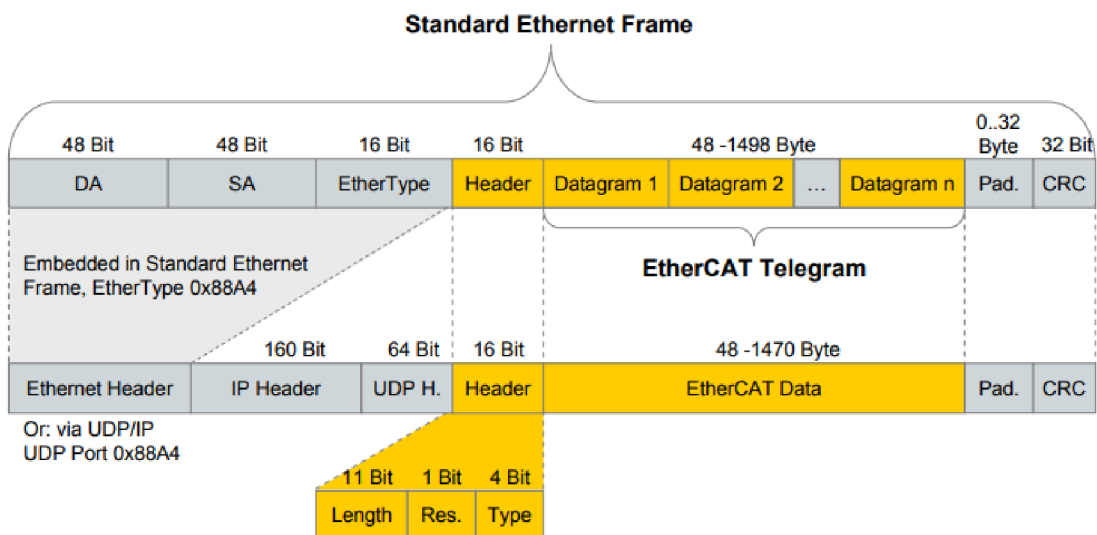 Standard Ethernet Frame
0..32
48 Bit 48 Bit 16 Bit 16 Bit 48 -1498 Byte Byte 32 Bit
DA SA EtherType Header Datagram 1 Datagram 2 ... Datagram n Pad. CRC
Embedded in Standard Ethernet
Frame, EtherType 0x88A4
EtherCAT Telegram
160 Bit 64 Bit 16 Bit 48 -1470 Byte
Ethernet Header IP Header UDP H. Header EtherCAT Data Pad. CRC
Or: via UDP/IP
UDP Port 0x88A4
11 Bit 1 Bit 4 Bit
Length Res. Type